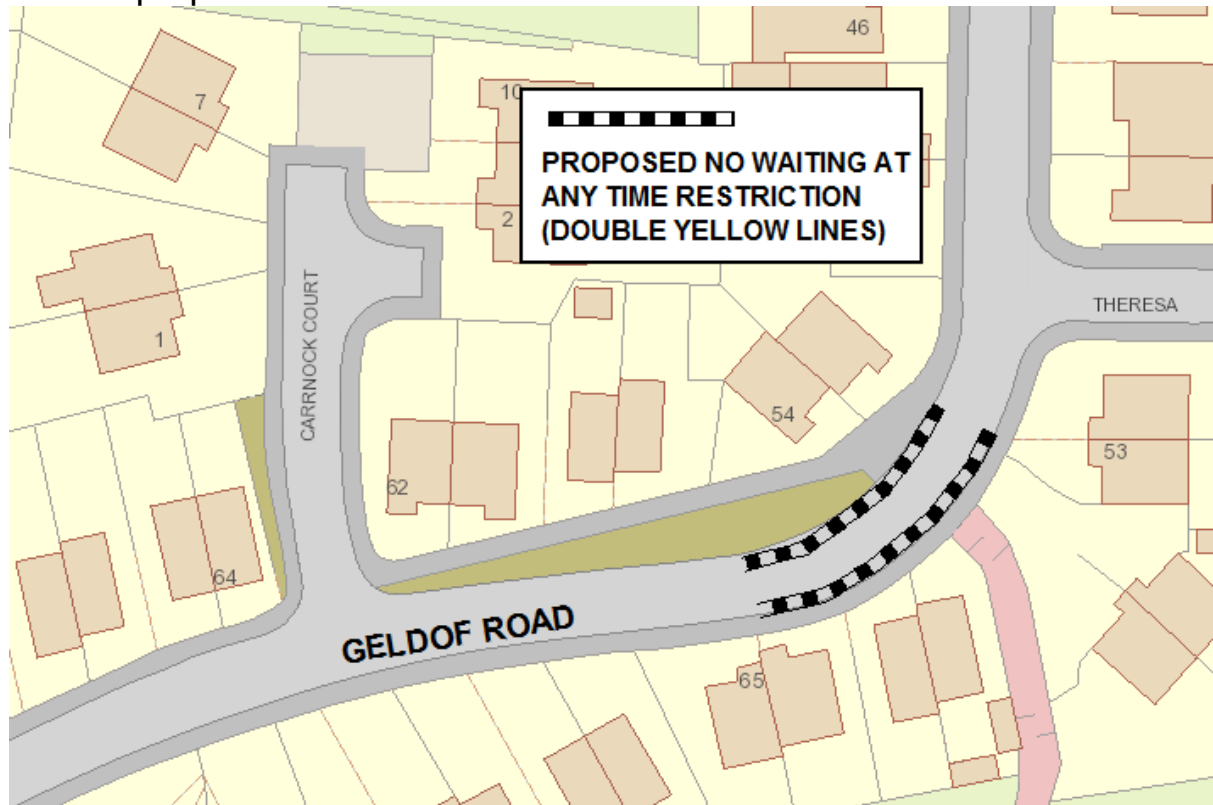 46
7
10
PROPOSED NO WAITING AT
ANY TIME RESTRICTION
(DOUBLE YELLOW LINES)
2
CARRNOCK COURT
THERESA
1
54
53
62
64
GELDOF ROAD
65